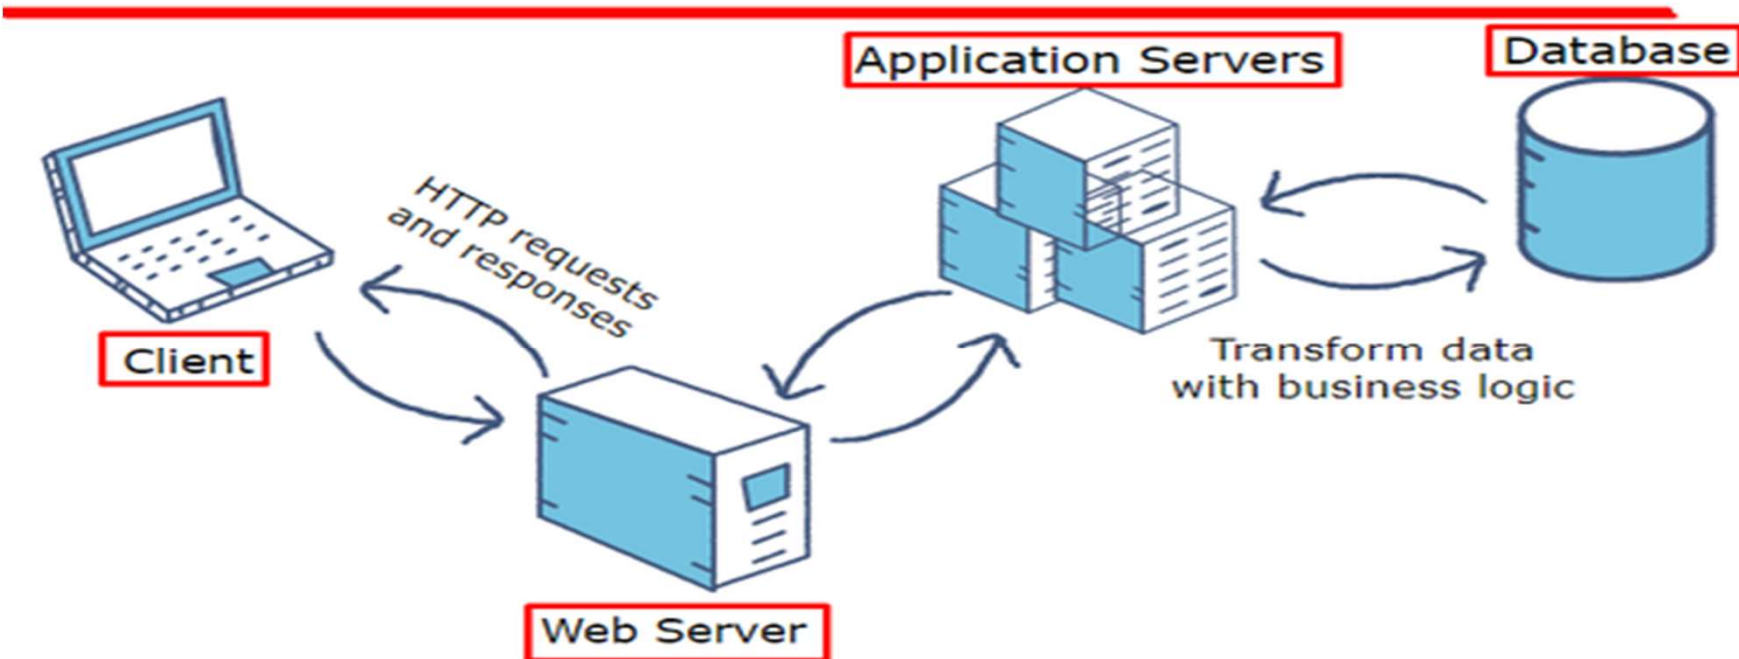 Application Servers
Database
HTTP requests
and responses
Client
Transform data
with business logic
Web Server